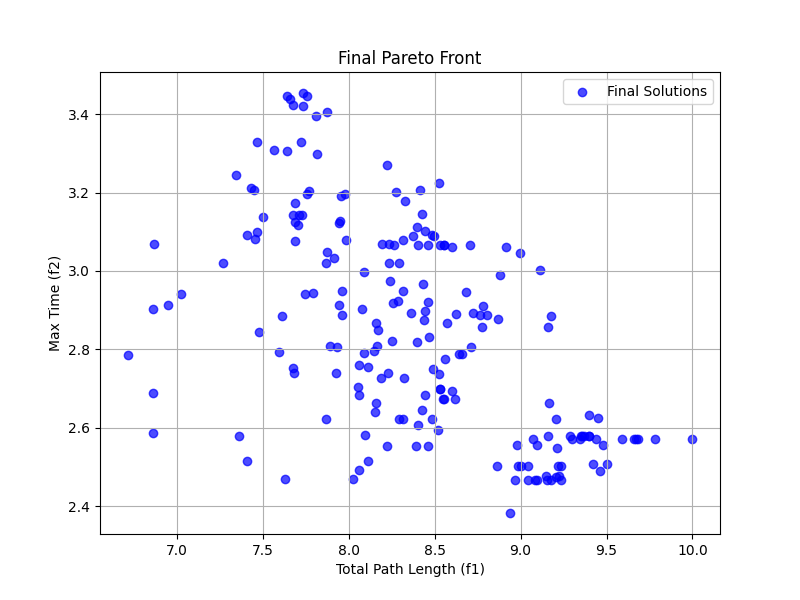 Final Pareto Front
Final Solutions
3.4
3.2
3.0
2.8
2.6
2.4
Max Time (f2)
7.0 7.5 8.0 8.5 9.0 9.5 10.0
Total Path Length (f1)